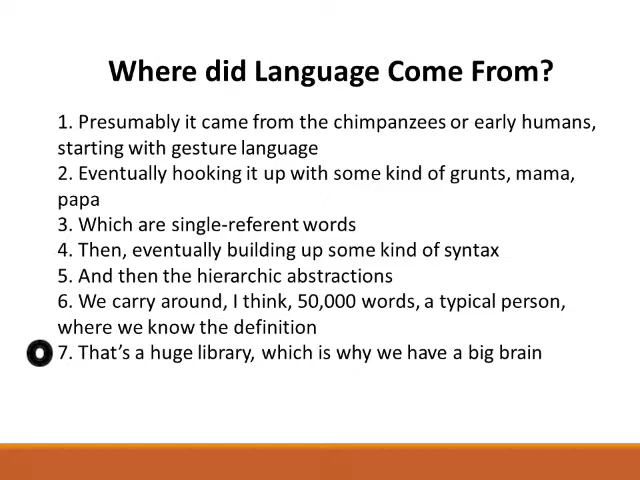 Where did Language Come From?
1. Presumably it came from the chimpanzees or early humans,
starting with gesture language
2. Eventually hooking it up with some kind of grunts, mama,
papa
3. Which are single-referent words
4. Then, eventually building up some kind of syntax
5. And then the hierarchic abstractions
6. We carry around, I think, 50,000 words, a typical person,
where we know the definition
7. That’s a huge library, which is why we have a big brain